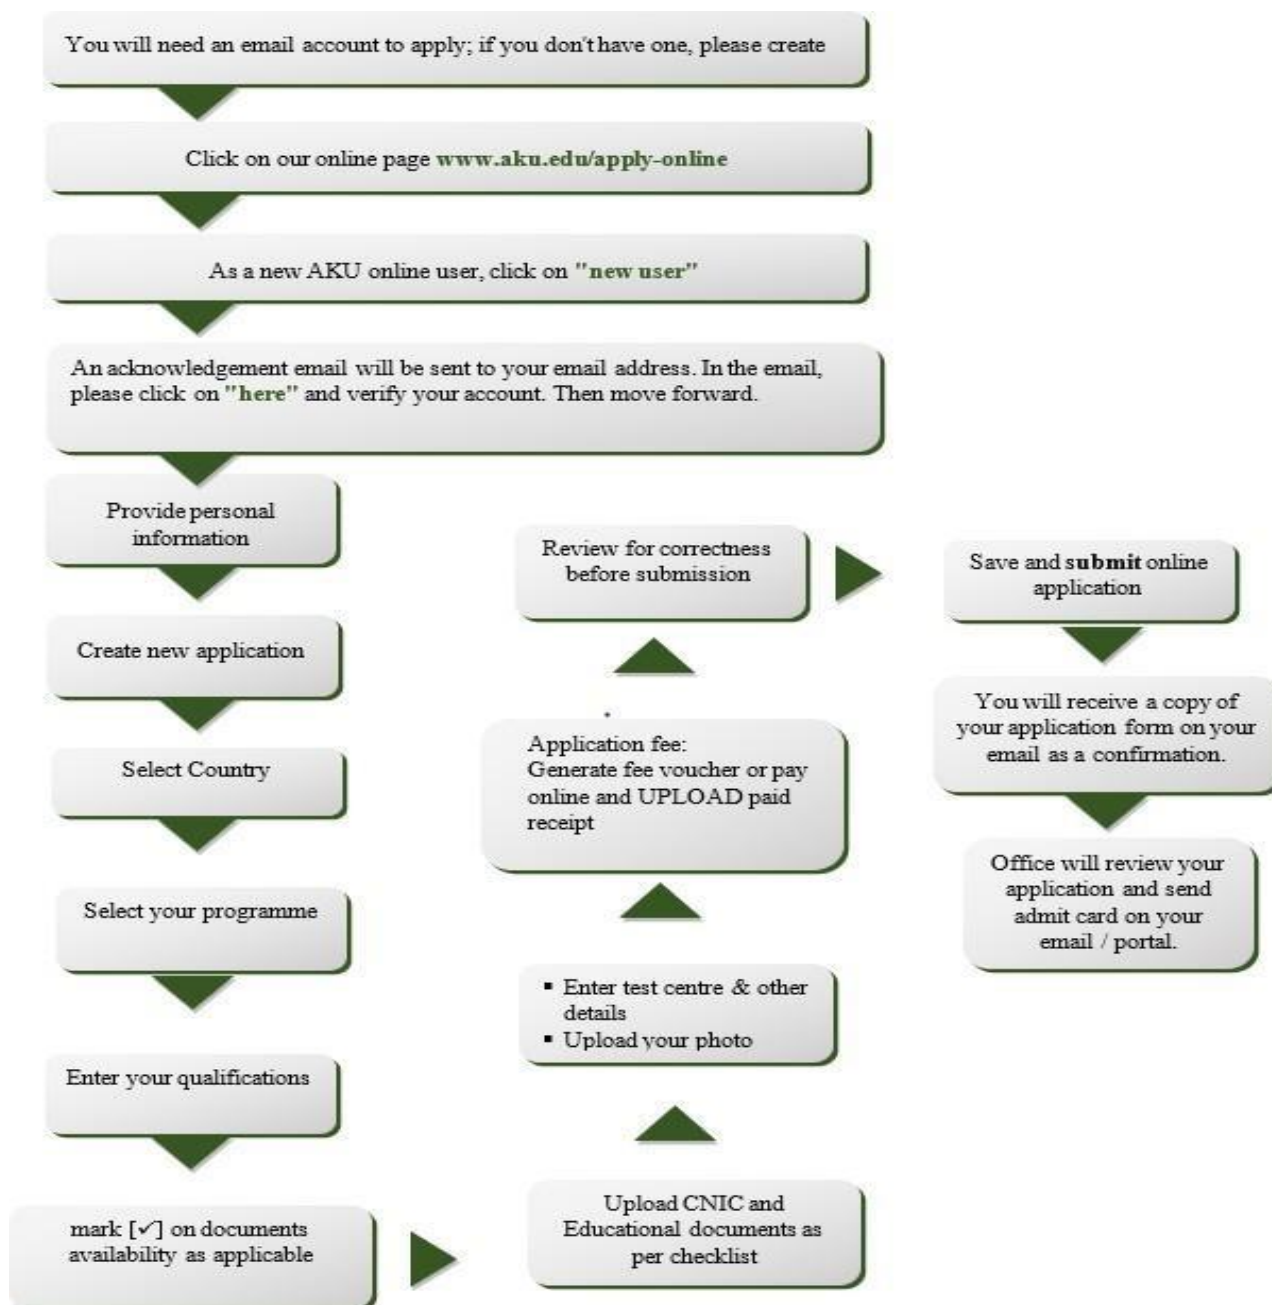 You will need an email account to apply; if you don't have one, please create
Click on our online page www.aku.edu/apply-online
As a new AKU online user, click on "new user"
An acknowledgement email will be sent to your email address. In the email,
please click on "here" and verify your account. Then move forward.
Provide personal
information
Create new application
Select Country
Select your programme
Enter your qualifications
mark [✓] on documents
availability as applicable
Upload CNIC and
Educational documents as
per checklist
▪ Enter test centre & other
details
▪ Upload your photo
Application fee:
Generate fee voucher or pay
online and UPLOAD paid
receipt
Review for correctness
before submission
Save and submit online
application
You will receive a copy of
your application form on your
email as a confirmation.
Office will review your
application and send
admit card on your
email / portal.